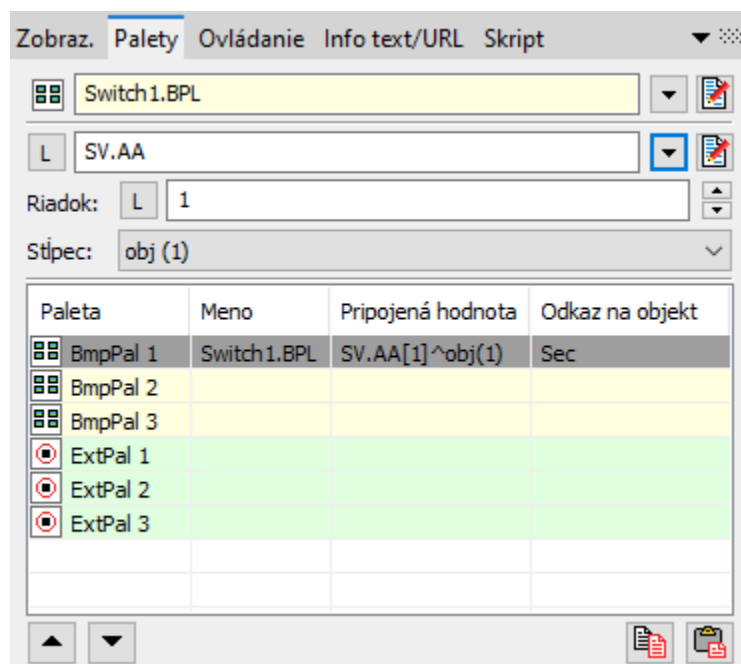 Zobraz. Palety Ovládanie Info text/URL Skript
Switch1.BPL
L SV.AA
Riadok: L 1
Stĺpec: obj (1)
Paleta Meno Pripojená hodnota Odkaz na objekt
BmpPal 1 Switch1.BPL SV.AA[1]^obj(1) Sec
BmpPal 2
BmpPal 3
ExtPal 1
ExtPal 2
ExtPal 3